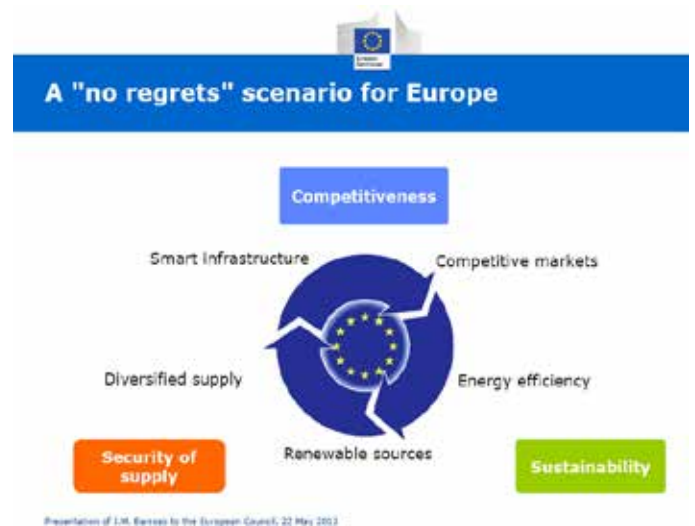 A "no regrets" scenario for Europe
Competitiveness
Smart infrastructure
Competitive markets
Diversified supply
Energy efficiency
Security of
supply
Renewable sources
Sustainability
Presentation of J.M. Barroso to the European Council, 22 May 2013